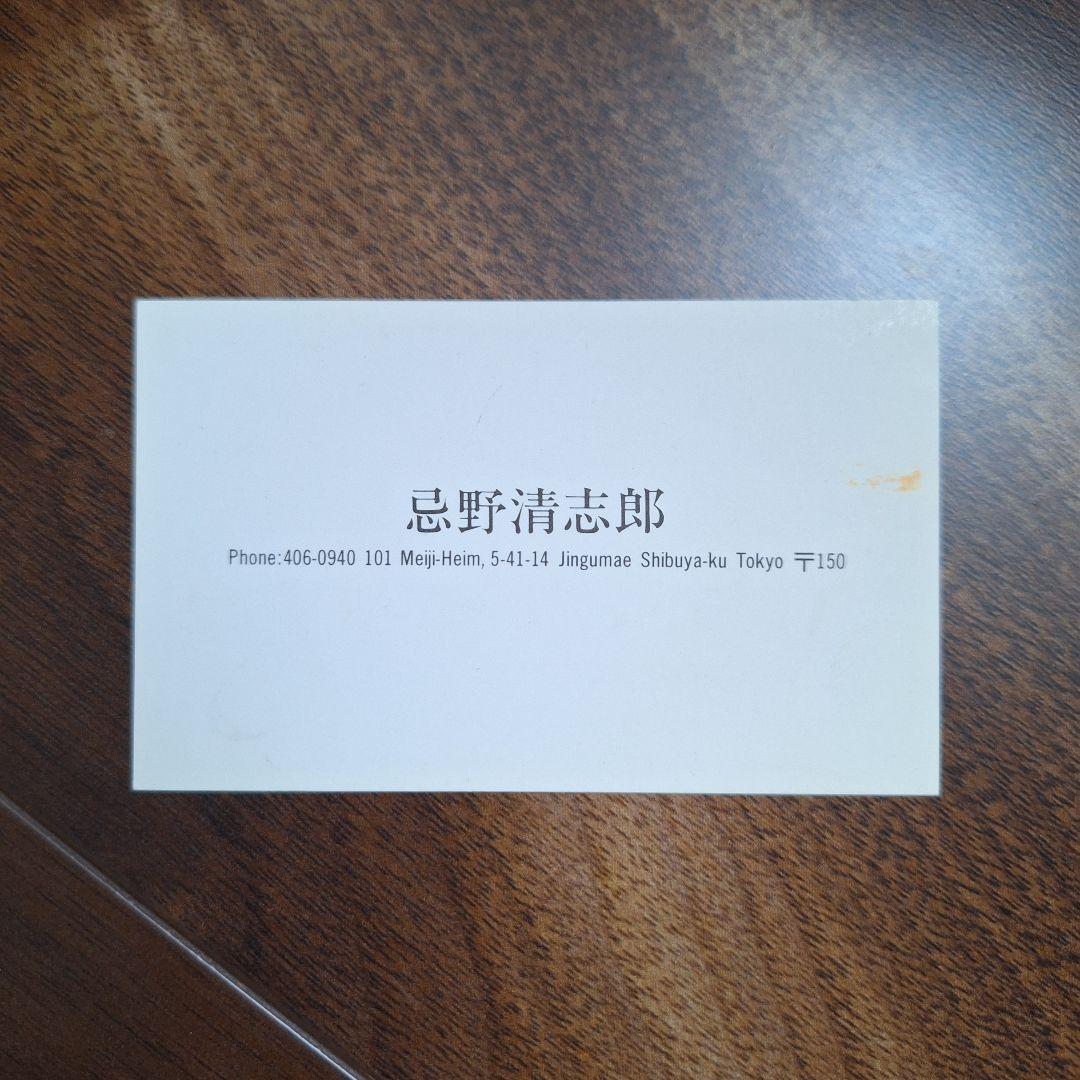 忌野清志郎
Phone:406-0940 101 Meiji-Heim, 5-41-14 Jingumae Shibuya-ku Tokyo 〒150